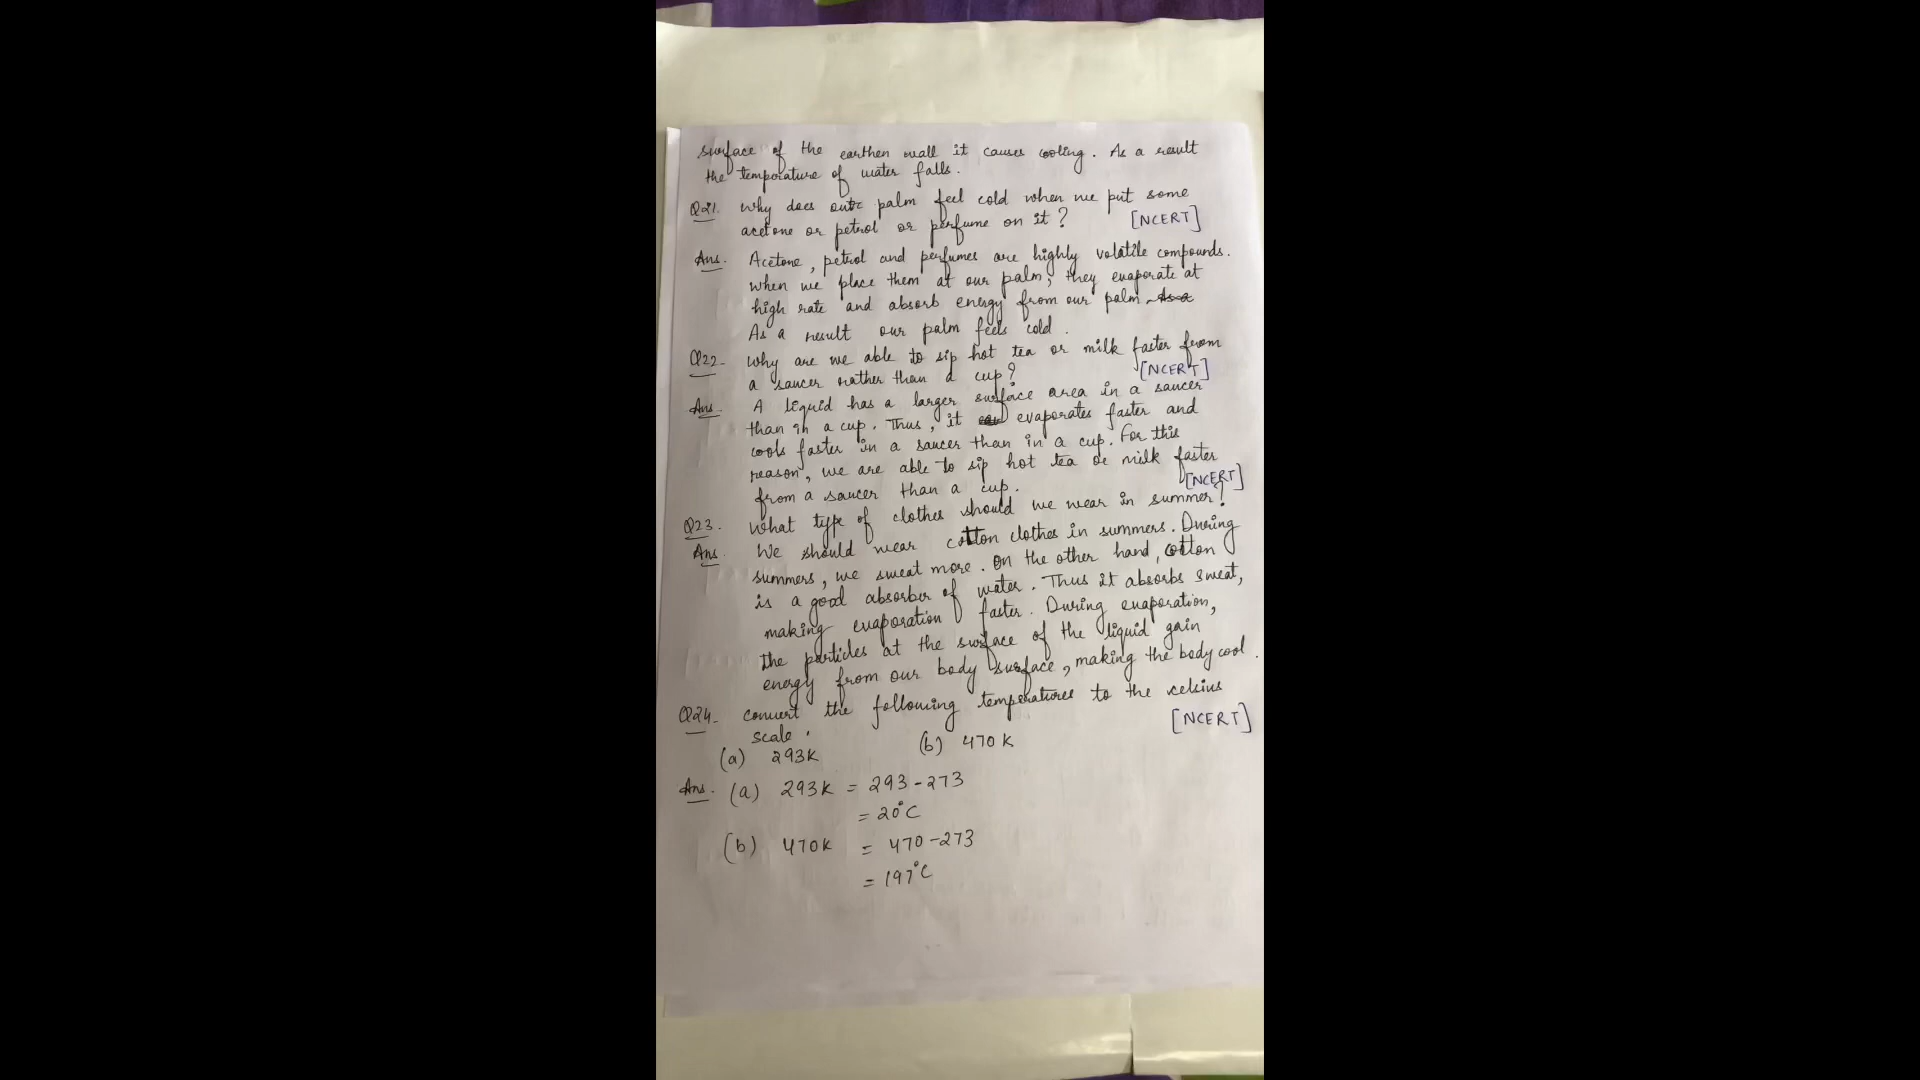 surface of the earthen wall it causes cooling. As a result
the temperature of water falls.
Q21. Why does our palm feel cold when we put some
acetone or petrol or perfume on it? [NCERT]
Ans. Acetone, petrol and perfumes are highly volatile compounds.
when we place them at our palm, they evaporate at
high rate and absorb energy from our palm. As a
As a result our palm feels cold.
Q22- Why are we able to sip hot tea or milk faster from
a saucer rather than a cup? [NCERT]
Ans. A liquid has a larger surface area in a saucer
than in a cup. Thus, it evaporates faster and
cools faster in a saucer than in a cup. For this
reason, we are able to sip hot tea or milk faster
from a saucer than a cup. [NCERT]
Q23. What type of clothes should we wear in summer?
Ans. We should wear cotton clothes in summers. During
summers, we sweat more. On the other hand, cotton
is a good absorber of water. Thus it absorbs sweat,
making evaporation faster. During evaporation,
the particles at the surface of the liquid gain
energy from our body surface, making the body cool.
Q24- convert the following temperatures to the celsius
scale. [NCERT]
(a) 293K (b) 470K
Ans. (a) 293K = 293-273
= 20°C
(b) 470K = 470-273
= 197°C